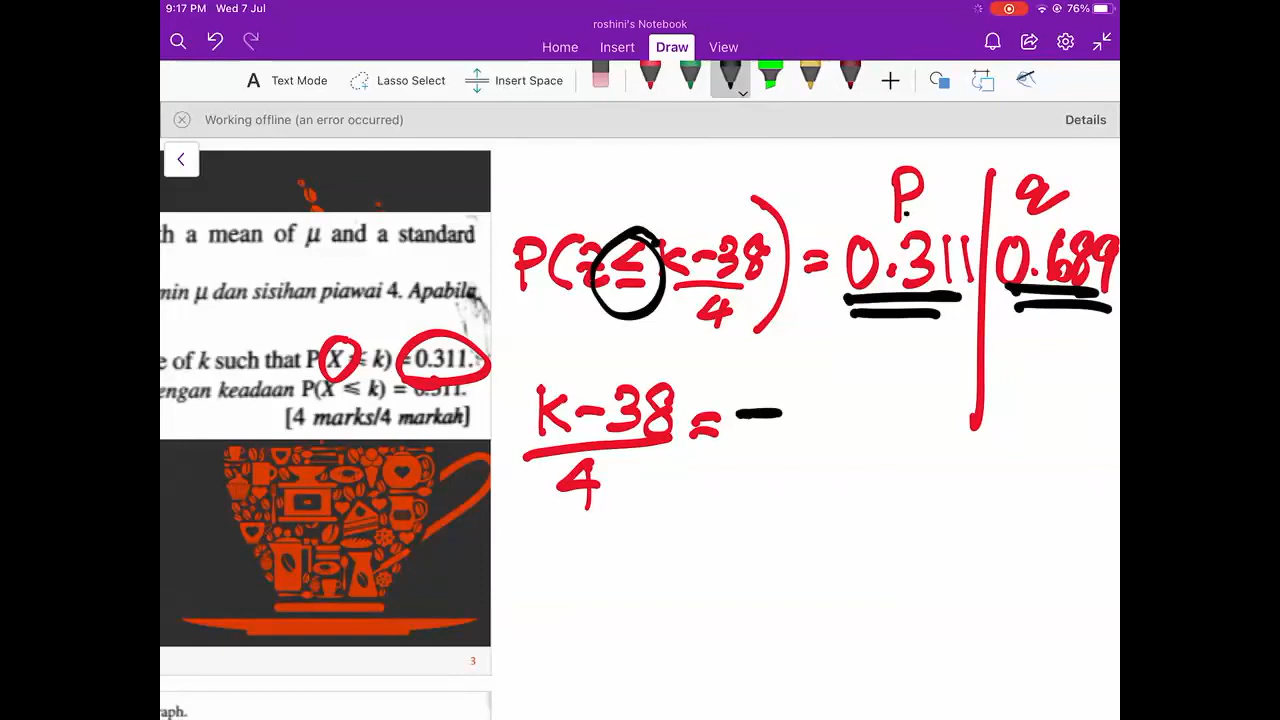 9:17 PM Wed 7 Jul
76%
roshini's Notebook
Home Insert Draw View
Text Mode Lasso Select Insert Space
Working offline (an error occurred) Details
th a mean of μ and a standard
min μ dan sisihan piawai 4. Apabila
e of k such that P(X ≤ k) = 0.311.
engan keadaan P(X ≤ k) = 0.311.
[4 marks/4 markah]
3
aph.
P q
P(z ≤ k-38/4) = 0.311 0.689
k-38/4 = -